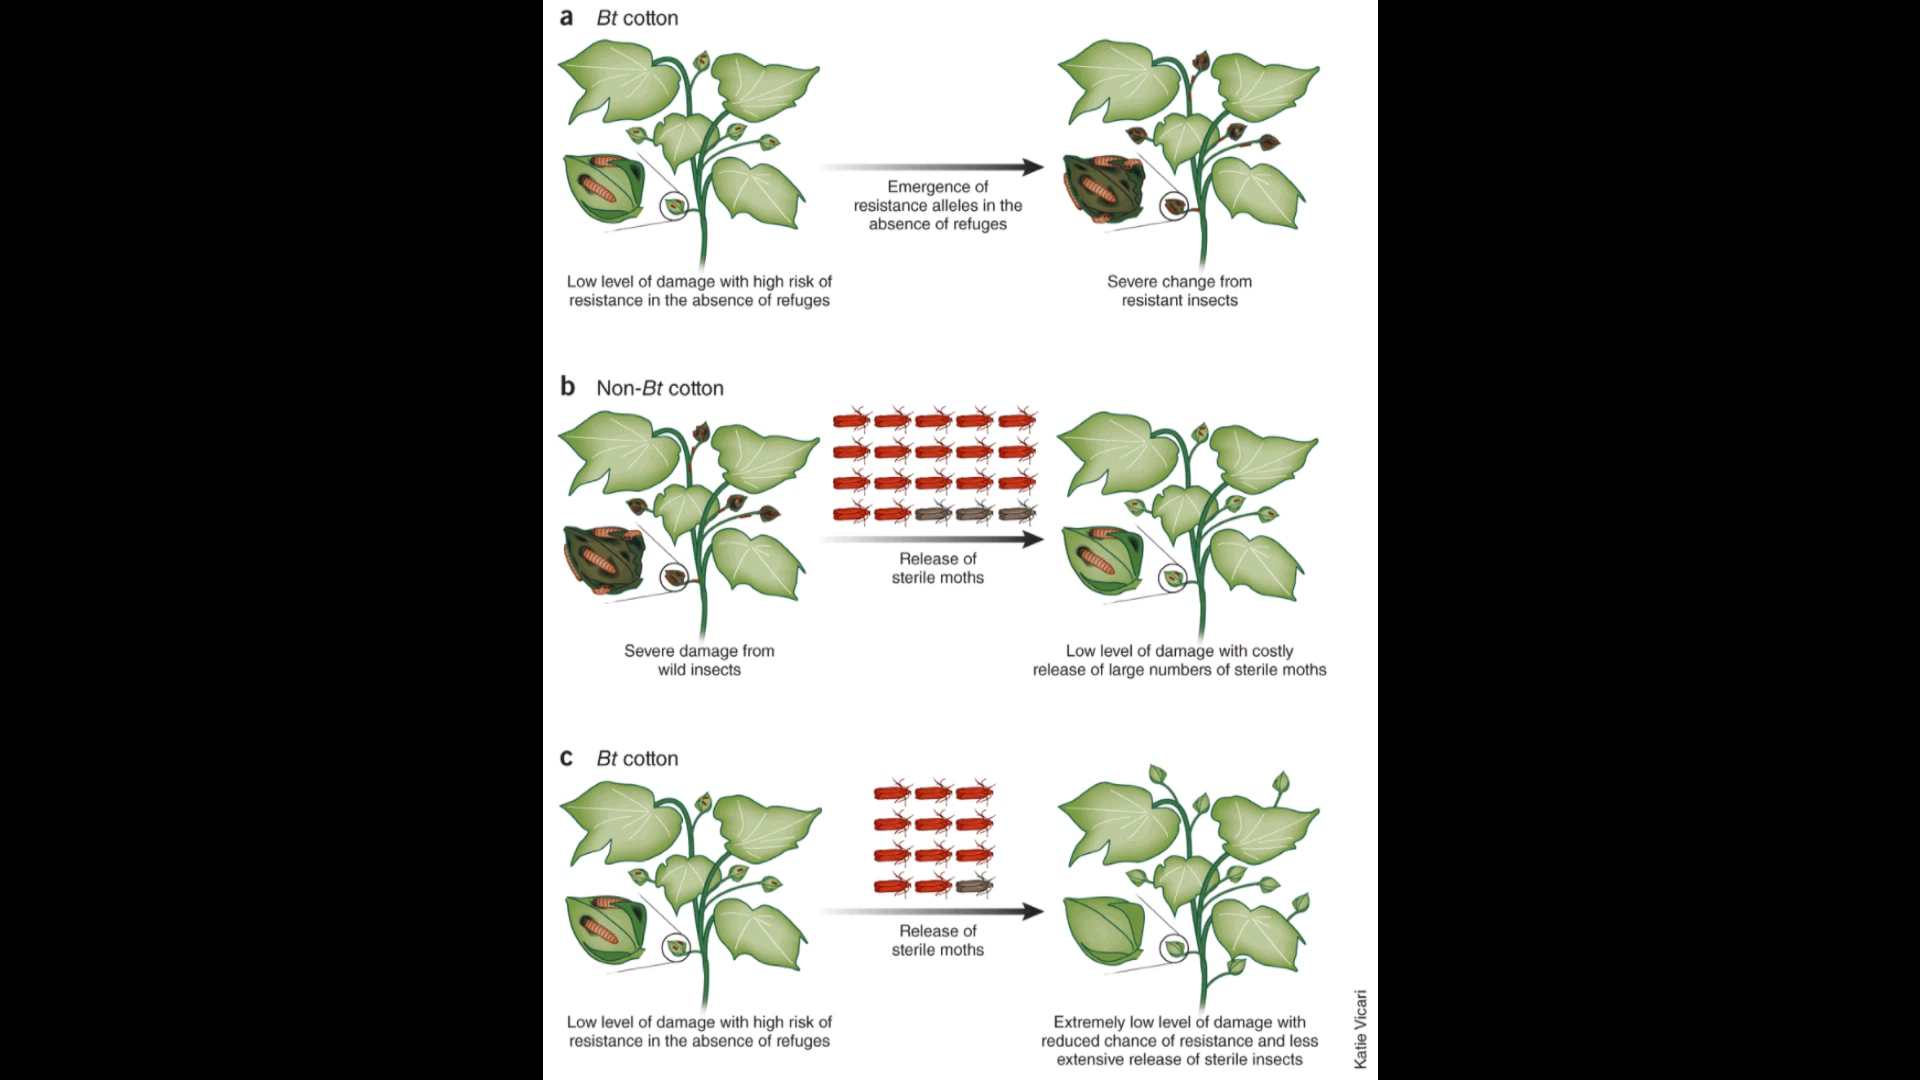 a Bt cotton
Emergence of
resistance alleles in the
absence of refuges
Low level of damage with high risk of
resistance in the absence of refuges
Severe change from
resistant insects
b Non-Bt cotton
Release of
sterile moths
Severe damage from
wild insects
Low level of damage with costly
release of large numbers of sterile moths
c Bt cotton
Release of
sterile moths
Low level of damage with high risk of
resistance in the absence of refuges
Extremely low level of damage with
reduced chance of resistance and less
extensive release of sterile insects
Katie Vicari